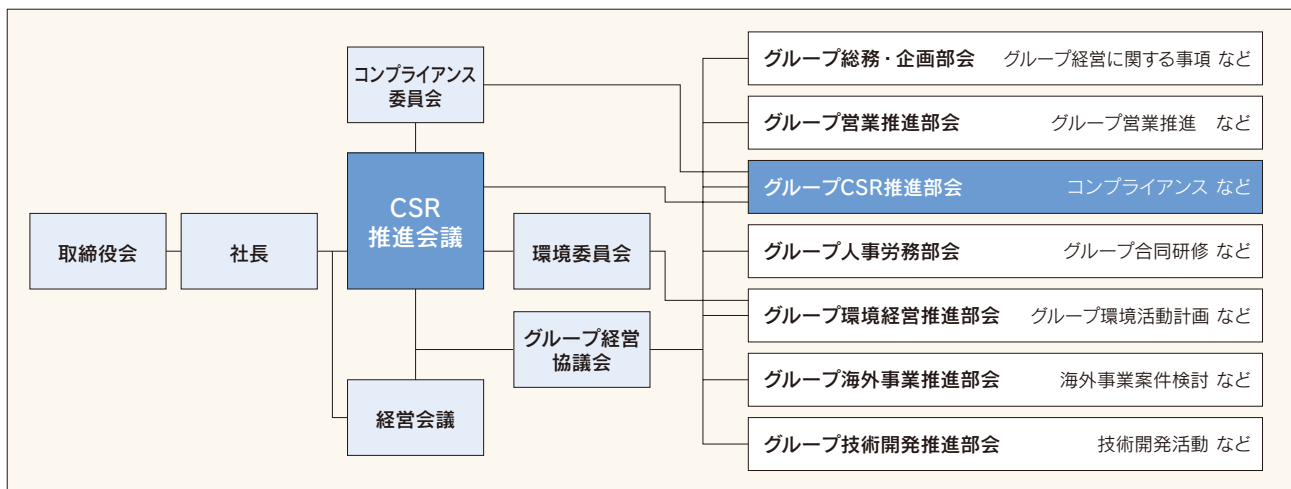 取締役会
社長
コンプライアンス
委員会
CSR
推進会議
経営会議
環境委員会
グループ経営
協議会
グループ総務・企画部会 グループ経営に関する事項 など
グループ営業推進部会 グループ営業推進 など
グループCSR推進部会 コンプライアンス など
グループ人事労務部会 グループ合同研修 など
グループ環境経営推進部会 グループ環境活動計画 など
グループ海外事業推進部会 海外事業案件検討 など
グループ技術開発推進部会 技術開発活動 など